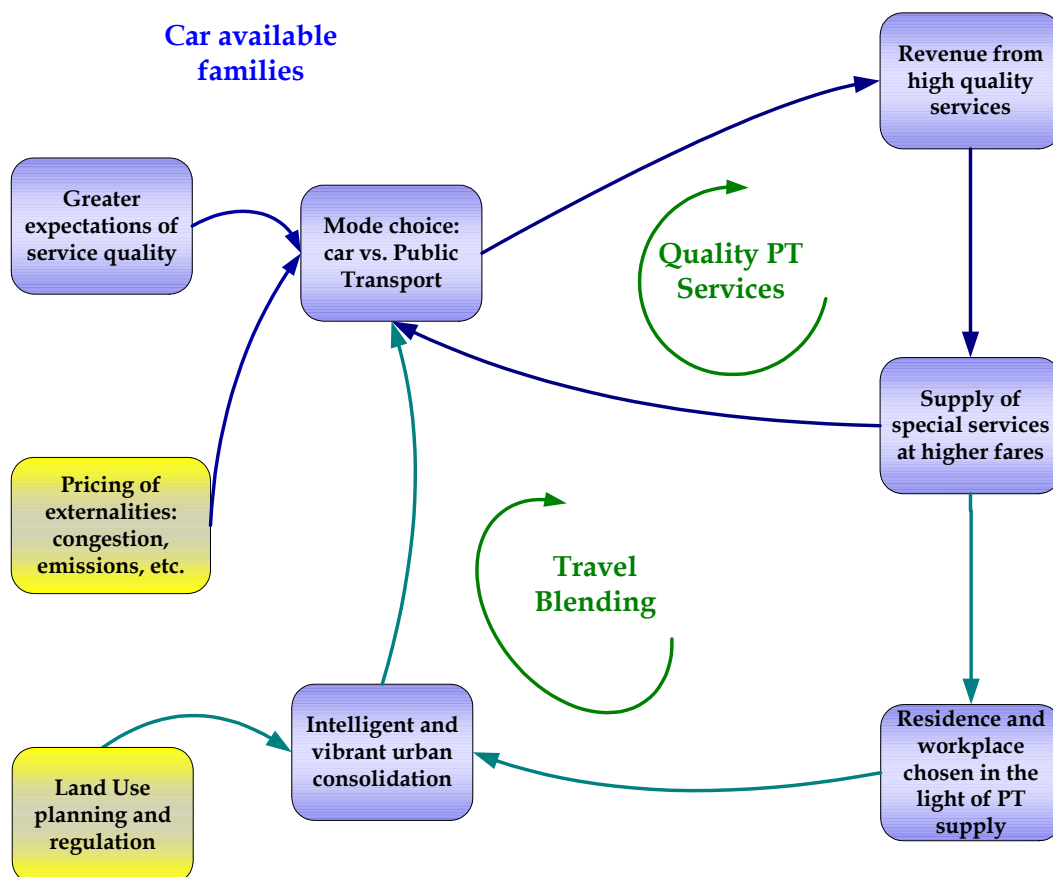 Car available
families
Revenue from
high quality
services
Greater
expectations of
service quality
Mode choice:
car vs. Public
Transport
Quality PT
Services
Supply of
special services
at higher fares
Pricing of
externalities:
congestion,
emissions, etc.
Travel
Blending
Intelligent and
vibrant urban
consolidation
Residence and
workplace
chosen in the
light of PT
supply
Land Use
planning and
regulation